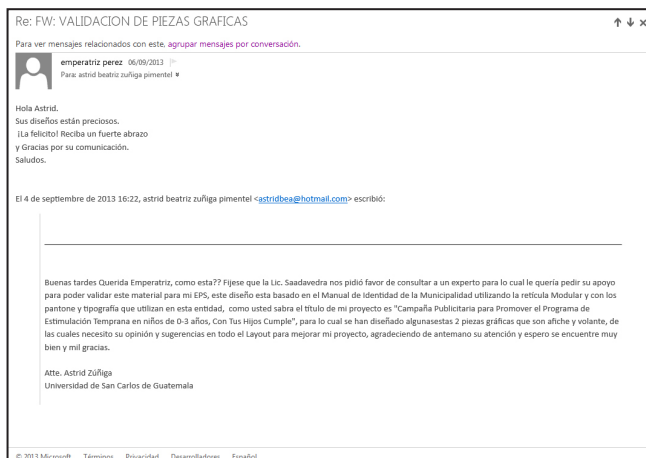 Re: FW: VALIDACION DE PIEZAS GRAFICAS
Para ver mensajes relacionados con este, agrupar mensajes por conversación.
emperatriz perez 06/09/2013
Para: astrid beatriz zuñiga pimentel
Hola Astrid.
Sus diseños están preciosos.
¡La felicito! Reciba un fuerte abrazo
y Gracias por su comunicación.
Saludos.
El 4 de septiembre de 2013 16:22, astrid beatriz zuñiga pimentel <astridbea@hotmail.com> escribió:
Buenas tardes Querida Emperatriz, como esta?? Fijese que la Lic. Saadavedra nos pidió favor de consultar a un experto para lo cual le quería pedir su apoyo
para poder validar este material para mi EPS, este diseño esta basado en el Manual de Identidad de la Municipalidad utlizando la retícula Modular y con los
pantone y tipografía que utilizan en esta entidad, como usted sabra el título de mi proyecto es "Campaña Publicitaria para Promover el Programa de
Estimulación Temprana en niños de 0-3 años, Con Tus Hijos Cumple", para lo cual se han diseñado algunasestas 2 piezas gráficas que son afiche y volante, de
las cuales necesito su opinión y sugerencias en todo el Layout para mejorar mi proyecto, agradeciendo de antemano su atención y espero se encuentre muy
bien y mil gracias.
Atte. Astrid Zúñiga
Universidad de San Carlos de Guatemala
© 2013 Microsoft Términos Privacidad Desarrolladores Español